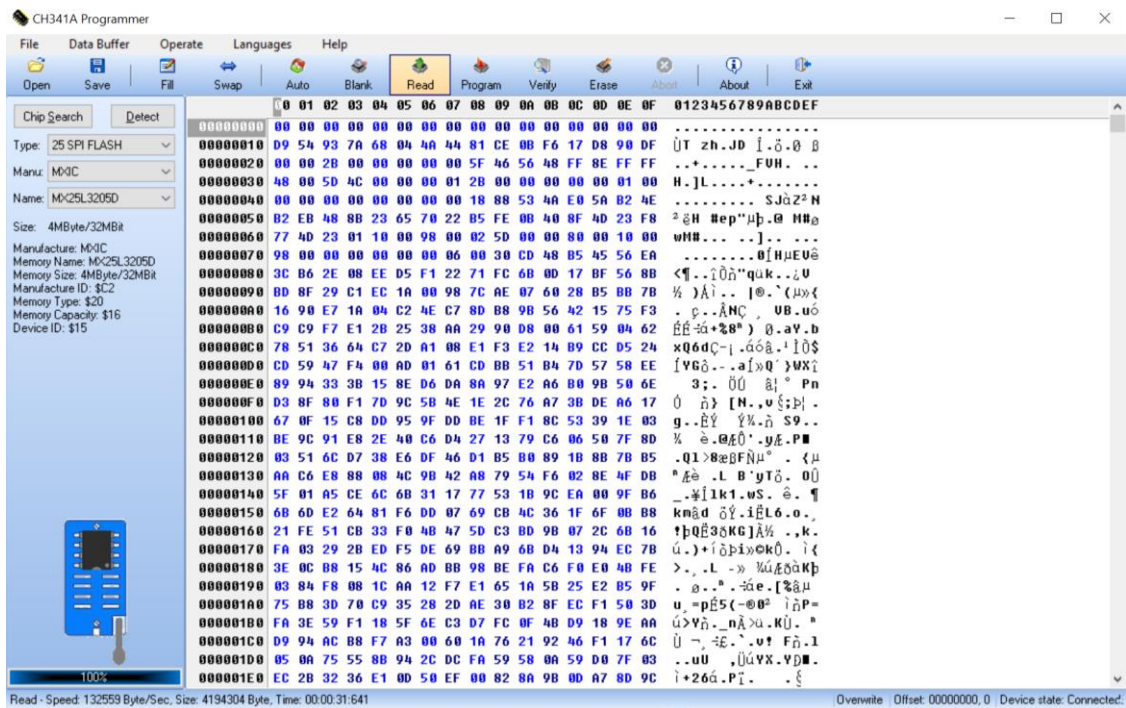 CH341A Programmer
File Data Buffer Operate Languages Help
Open Save Fill Swap Auto Blank Read Program Verify Erase Abort About Exit
Chip Search Detect
Type: 25 SPI FLASH
Manu: MXIC
Name: MX25L3205D
Size: 4MByte/32MBit
Manufacture: MXIC
Memory Name: MX25L3205D
Memory Size: 4MByte/32MBit
Manufacture ID: $C2
Memory Type: $20
Memory Capacity: $16
Device ID: $15
100%
00 01 02 03 04 05 06 07 08 09 0A 0B 0C 0D 0E 0F 0123456789ABCDEF
00000000 00 00 00 00 00 00 00 00 00 00 00 00 00 00 00 00 ................
00000010 D9 54 93 7A 68 04 4A 44 81 CE 0B F6 17 D8 90 DF
00000020 00 00 2B 00 00 00 00 00 00 5F 46 56 48 FF 8E FF FF
00000030 48 00 5D 4C 00 00 00 01 2B 00 00 00 00 00 01 00 H.]L....+.......
00000040 00 00 00 00 00 00 00 18 88 53 4A E0 5A B2 4E
00000050 B2 EB 48 8B 23 65 70 22 B5 FE 0B 40 8F 4D 23 F8
00000060 77 4D 23 01 10 00 98 00 02 5D 00 00 80 00 10 00
00000070 98 00 00 00 00 00 06 00 30 CD 48 B5 45 56 EA
00000080 3C B6 2E 08 EE D5 F1 22 71 FC 6B 0D 17 BF 56 8B
00000090 BD 8F 29 C1 EC 1A 00 98 7C AE 07 60 28 B5 BB 7B
000000A0 16 90 E7 1A 04 C2 4E C7 8D B8 9B 56 42 15 75 F3
000000B0 C9 C9 F7 E1 2B 25 38 AA 29 90 D8 00 61 59 04 62
000000C0 78 51 36 64 C7 2D A1 08 E1 F3 E2 14 B9 CC D5 24
000000D0 CD 59 47 F4 00 AD 01 61 CD BB 51 B4 7D 57 58 EE
000000E0 89 94 33 3B 15 8E D6 DA 8A 97 E2 A6 B0 9B 50 6E
000000F0 D3 8F 80 F1 7D 9C 5B 4E 1E 2C 76 A7 3B DE A6 17
00000100 67 0F 15 C8 DD 95 9F DD BE 1F F1 8C 53 39 1E 03
00000110 BE 9C 91 E8 2E 40 C6 D4 27 13 79 C6 06 50 7F 8D
00000120 03 51 6C D7 38 E6 DF 46 D1 B5 B0 89 1B 8B 7B B5
00000130 AA C6 E8 88 08 4C 9B 42 A8 79 54 F6 02 8E 4F DB
00000140 5F 01 A5 CE 6C 6B 31 17 77 53 1B 9C EA 00 9F B6
00000150 6B 6D E2 64 81 F6 DD 07 69 CB 4C 36 1F 6F 0B B8
00000160 21 FE 51 CB 33 F0 4B 47 5D C3 BD 9B 07 2C 6B 16
00000170 FA 03 29 2B ED F5 DE 69 BB A9 6B D4 13 94 EC 7B
00000180 3E 0C B8 15 4C 86 AD BB 98 BE FA C6 F0 E0 4B FE
00000190 03 84 F8 08 1C AA 12 F7 E1 65 1A 5B 25 E2 B5 9F
000001A0 75 B8 3D 70 C9 35 28 2D AE 30 B2 8F EC F1 50 3D
000001B0 FA 3E 59 F1 18 5F 6E C3 D7 FC 0F 4B D9 18 9E AA
000001C0 D9 94 AC B8 F7 A3 00 60 1A 76 21 92 46 F1 17 6C
000001D0 05 0A 75 55 8B 94 2C DC FA 59 58 0A 59 D0 7F 03
000001E0 EC 2B 32 36 E1 0D 50 EF 00 82 8A 9B 0D A7 8D 9C
Read - Speed: 132559 Byte/Sec, Size: 4194304 Byte, Time: 00:00:31:641 Overwrite Offset: 00000000, 0 Device state: Connected.